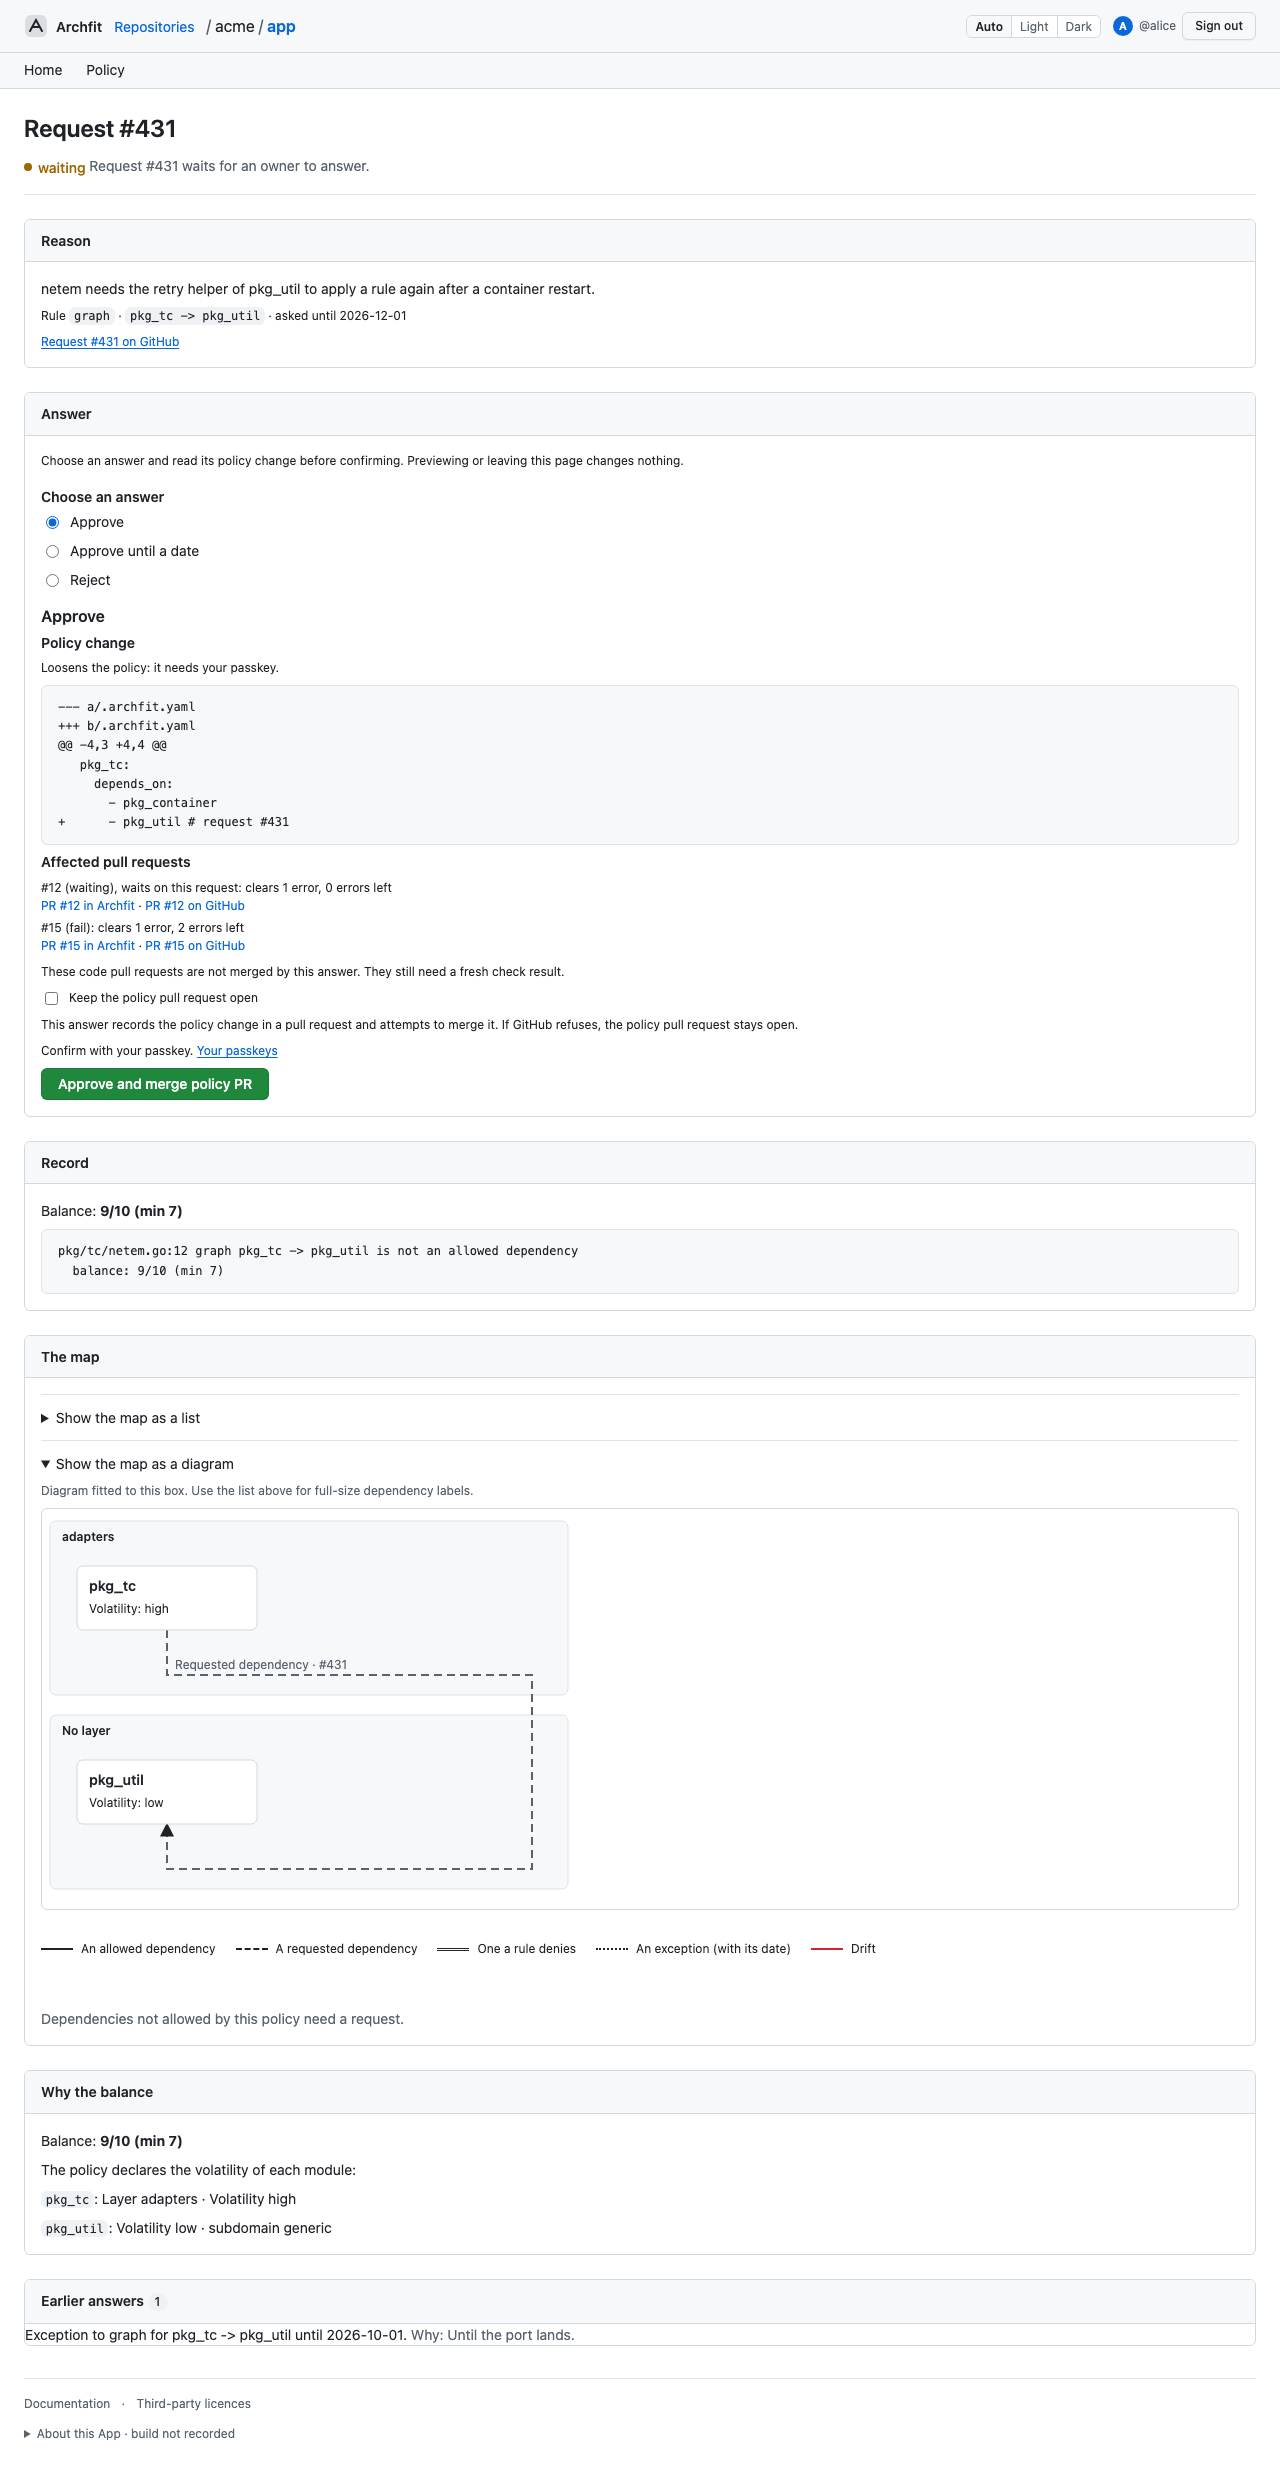 Archfit Repositories / acme / app Auto Light Dark A @alice Sign out
Home Policy
Request #431
waiting Request #431 waits for an owner to answer.
Reason
netem needs the retry helper of pkg_util to apply a rule again after a container restart.
Rule graph · pkg_tc -> pkg_util · asked until 2026-12-01
Request #431 on GitHub
Answer
Choose an answer and read its policy change before confirming. Previewing or leaving this page changes nothing.
Choose an answer
Approve
Approve until a date
Reject
Approve
Policy change
Loosens the policy: it needs your passkey.
--- a/.archfit.yaml
+++ b/.archfit.yaml
@@ -4,3 +4,4 @@
   pkg_tc:
     depends_on:
       - pkg_container
+      - pkg_util # request #431
Affected pull requests
#12 (waiting), waits on this request: clears 1 error, 0 errors left
PR #12 in Archfit · PR #12 on GitHub
#15 (fail): clears 1 error, 2 errors left
PR #15 in Archfit · PR #15 on GitHub
These code pull requests are not merged by this answer. They still need a fresh check result.
Keep the policy pull request open
This answer records the policy change in a pull request and attempts to merge it. If GitHub refuses, the policy pull request stays open.
Confirm with your passkey. Your passkeys
Approve and merge policy PR
Record
Balance: 9/10 (min 7)
pkg/tc/netem.go:12 graph pkg_tc -> pkg_util is not an allowed dependency
  balance: 9/10 (min 7)
The map
Show the map as a list
Show the map as a diagram
Diagram fitted to this box. Use the list above for full-size dependency labels.
adapters
pkg_tc
Volatility: high
Requested dependency · #431
No layer
pkg_util
Volatility: low
An allowed dependency A requested dependency One a rule denies An exception (with its date) Drift
Dependencies not allowed by this policy need a request.
Why the balance
Balance: 9/10 (min 7)
The policy declares the volatility of each module:
pkg_tc: Layer adapters · Volatility high
pkg_util: Volatility low · subdomain generic
Earlier answers 1
Exception to graph for pkg_tc -> pkg_util until 2026-10-01. Why: Until the port lands.
Documentation · Third-party licences
About this App · build not recorded